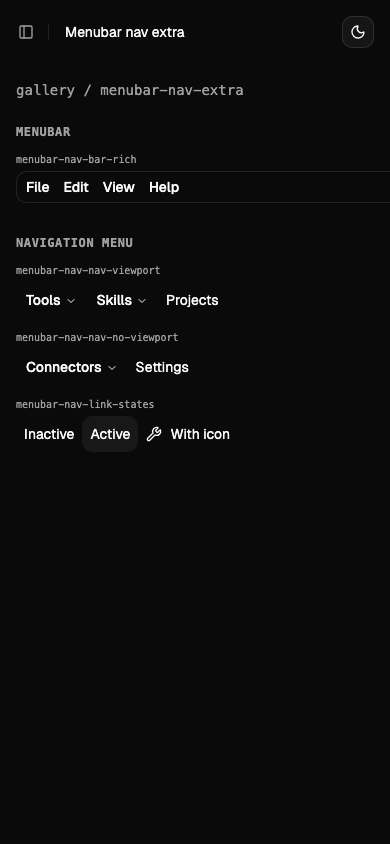 Menubar nav extra
gallery / menubar-nav-extra
MENUBAR
menubar-nav-bar-rich
File Edit View Help
NAVIGATION MENU
menubar-nav-nav-viewport
Tools Skills Projects
menubar-nav-nav-no-viewport
Connectors Settings
menubar-nav-link-states
Inactive Active With icon